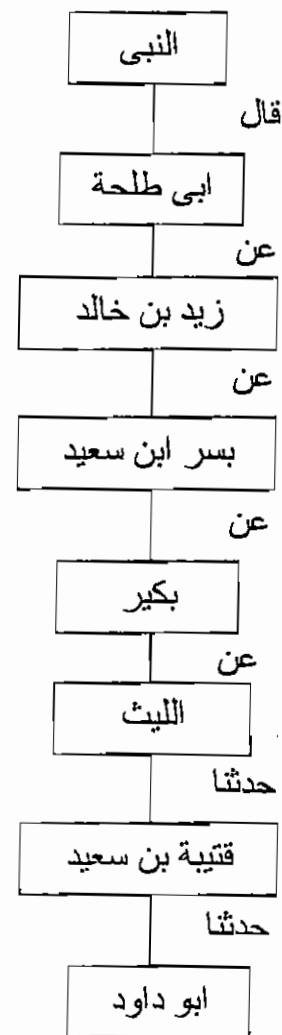 النبى
قال
ابى طلحة
عن
زيد بن خالد
عن
بسر ابن سعيد
عن
بكير
عن
الليث
حدثنا
قتيبة بن سعيد
حدثنا
ابو داود